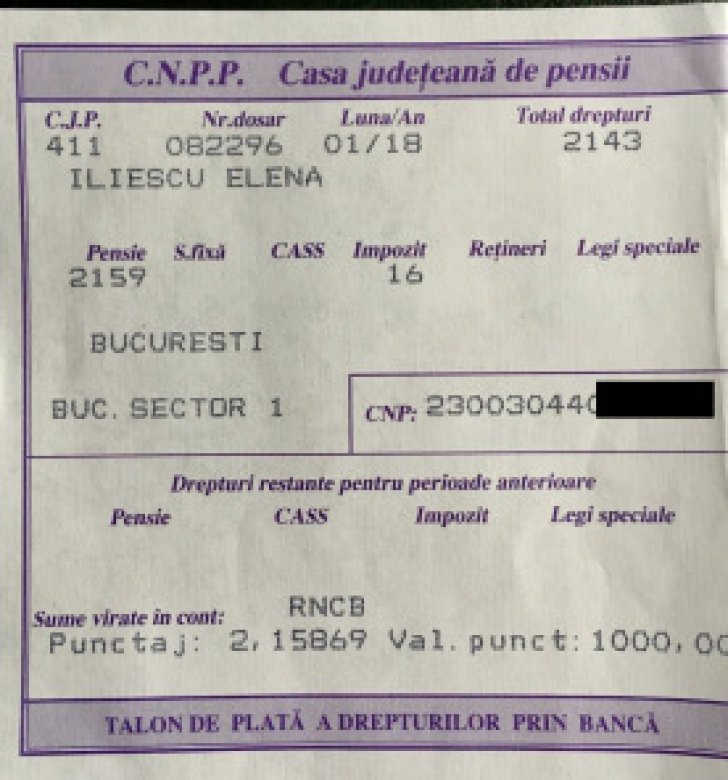 C.N.P.P. Casa județeană de pensii
C.I.P. Nr.dosar Luna/An Total drepturi
411 082296 01/18 2143
ILIESCU ELENA
Pensie S.fixă CASS Impozit Rețineri Legi speciale
2159 16
BUCURESTI
BUC. SECTOR 1 CNP: 230030440
Drepturi restante pentru perioade anterioare
Pensie CASS Impozit Legi speciale
RNCB
Sume virate în cont:
Punctaj: 2,15869 Val. punct: 1000,00
TALON DE PLATĂ A DREPTURILOR PRIN BANCĂ